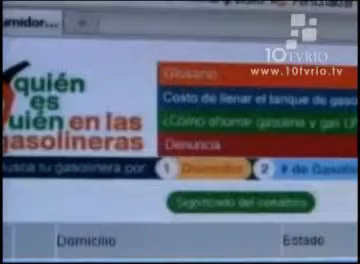 umidor...
10TVRIO
www.10tvrio.tv
quién
es
quién en las
gasolineras
Glosario
Costo de llenar el tanque de gaso
¿Cómo ahorrar gasolina y gas LP
Denuncia
usca tu gasolinera por 1 Domicilio 2 # de Gasoli
Significado del semáforo
Domicilio Estado